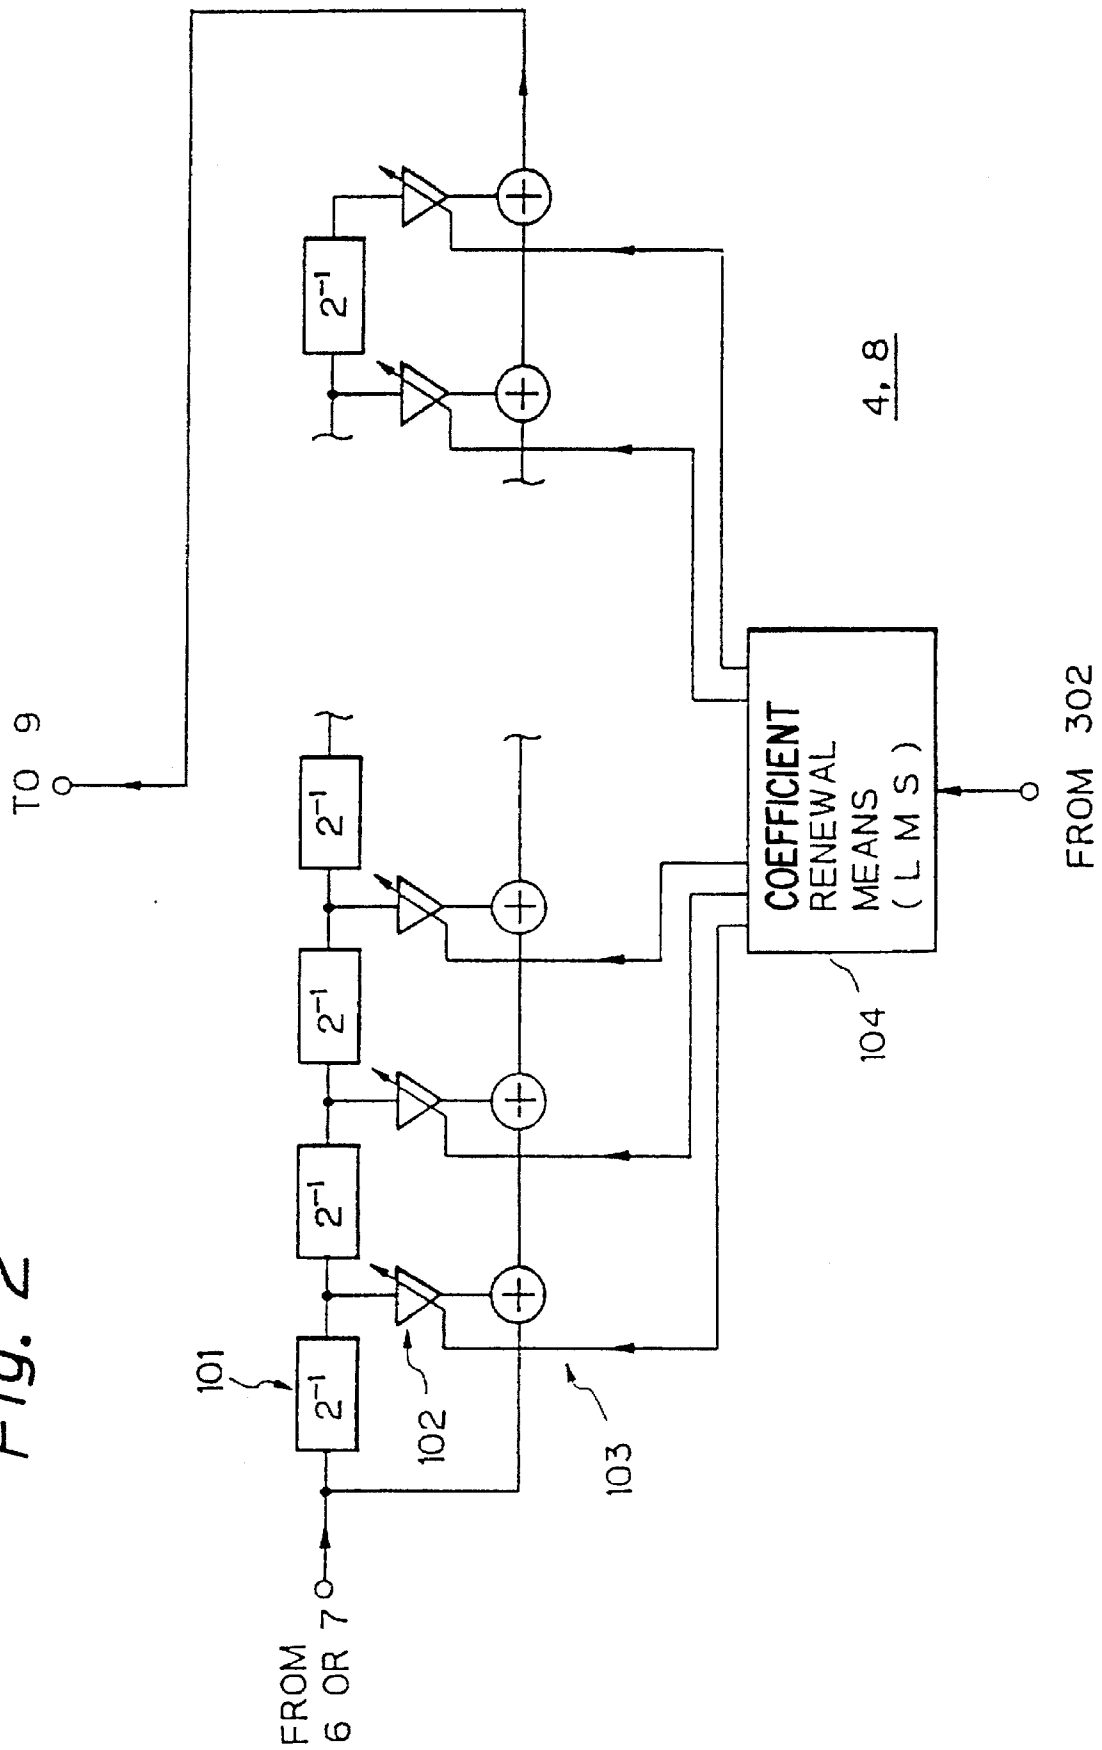 Fig. 2
TO 9
FROM
6 OR 7
101
2⁻¹
2⁻¹
2⁻¹
2⁻¹
2⁻¹
102
103
104
COEFFICIENT
RENEWAL
MEANS
(LMS)
4, 8
FROM 302